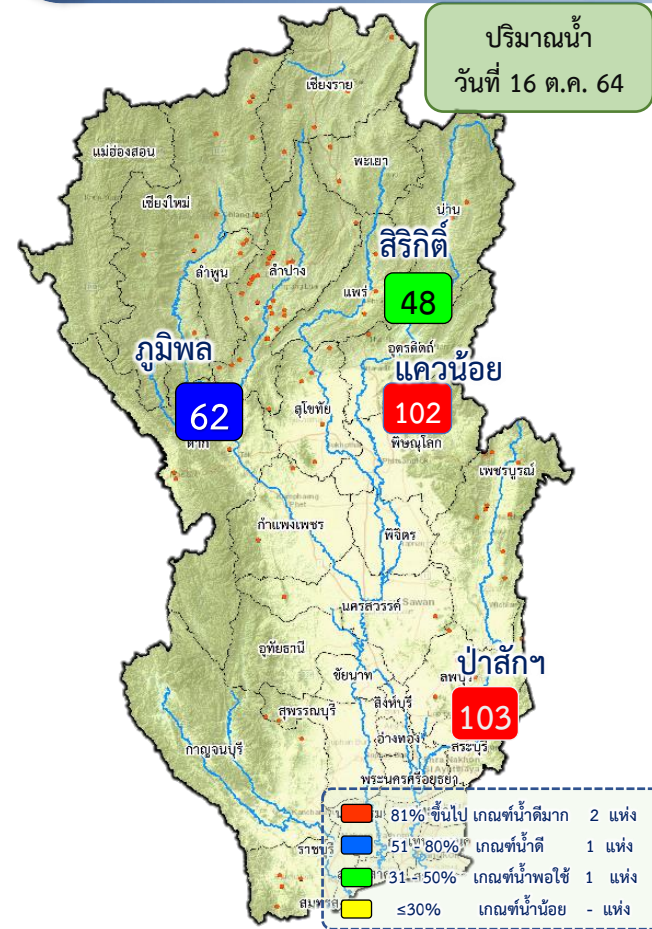 ปริมาณน้ำ
วันที่ 16 ต.ค. 64
เชียงราย
แม่ฮ่องสอน
พะเยา
เชียงใหม่
น่าน
สิริกิติ์
ลำพูน
ลำปาง
แพร่
48
อุตรดิตถ์
ภูมิพล
แควน้อย
62
สุโขทัย
102
ตาก
พิษณุโลก
เพชรบูรณ์
กำแพงเพชร
พิจิตร
นครสวรรค์
อุทัยธานี
ป่าสักฯ
ชัยนาท
ลพบุรี
สิงห์บุรี
สุพรรณบุรี
103
อ่างทอง
สระบุรี
กาญจนบุรี
พระนครศรีอยุธยา
81% ขึ้นไป เกณฑ์น้ำดีมาก 2 แห่ง
51 - 80% เกณฑ์น้ำดี 1 แห่ง
ราชบุรี
31 - 50% เกณฑ์น้ำพอใช้ 1 แห่ง
≤30% เกณฑ์น้ำน้อย - แห่ง